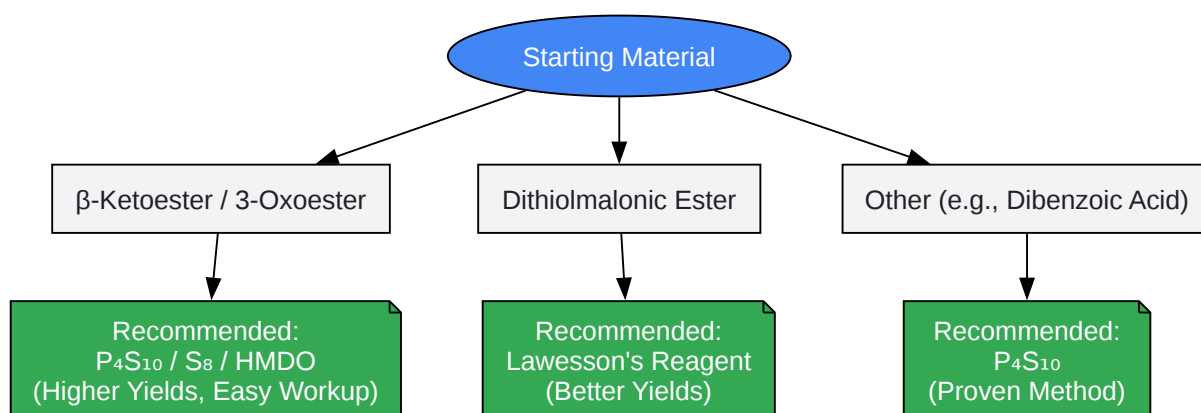 Starting Material
β-Ketoester / 3-Oxoester
Dithiolmalonic Ester
Other (e.g., Dibenzoic Acid)
Recommended:
P₄S₁₀ / S₈ / HMDO
(Higher Yields, Easy Workup)
Recommended:
Lawesson's Reagent
(Better Yields)
Recommended:
P₄S₁₀
(Proven Method)